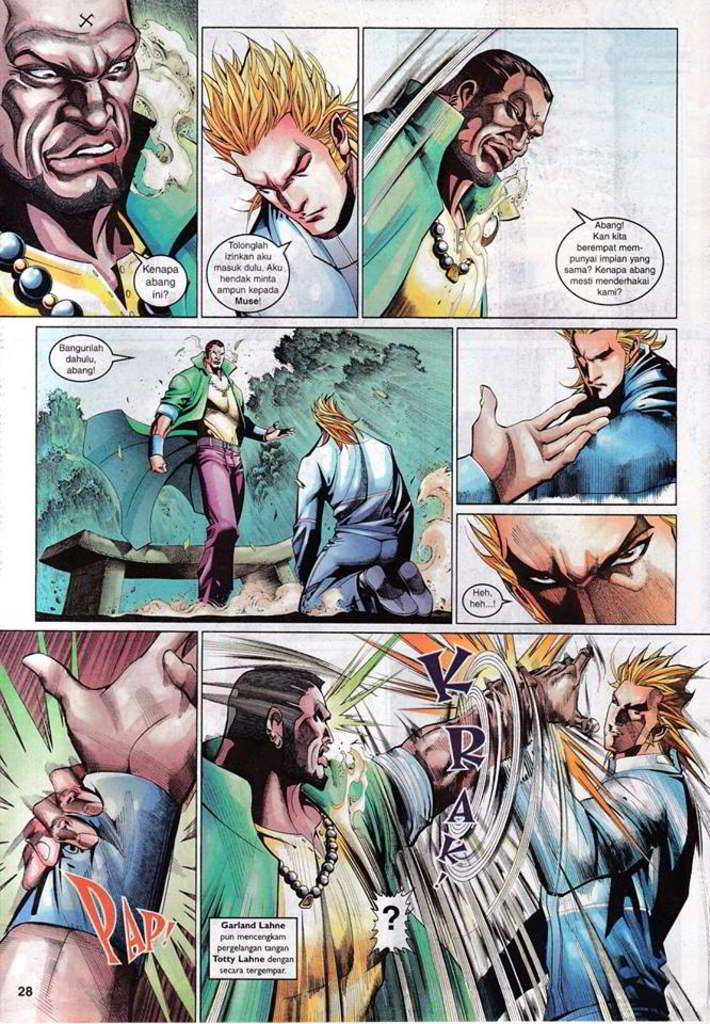 Kenapa
abang
ini?
Tolonglah
izinkan aku
masuk dulu. Aku
hendak minta
ampun kepada
Muse!
Abang!
Kan kita
berempat mem-
punyai impian yang
sama? Kenapa abang
mesti menderhakai
kami?
Bangunlah
dahulu,
abang!
Heh,
heh...!
PAP!
KRAK!
?
Garland Lahne
pun mencengkam
pergelangan tangan
Totty Lahne dengan
secara tergempar.
28